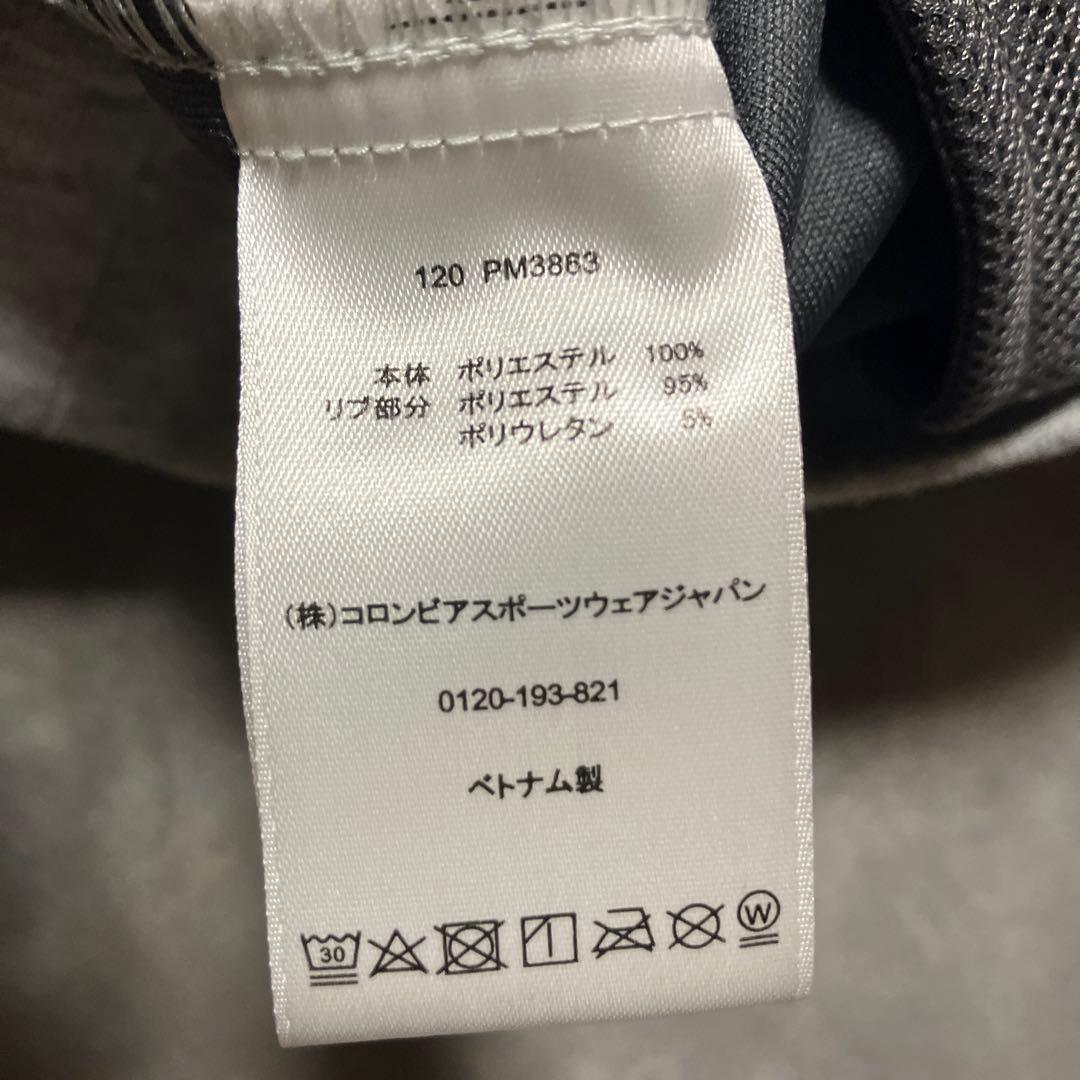 120 PM3863
本体 ポリエステル 100%
リブ部分 ポリエステル 95%
ポリウレタン 5%
(株)コロンビアスポーツウェアジャパン
0120-193-821
ベトナム製
30 W